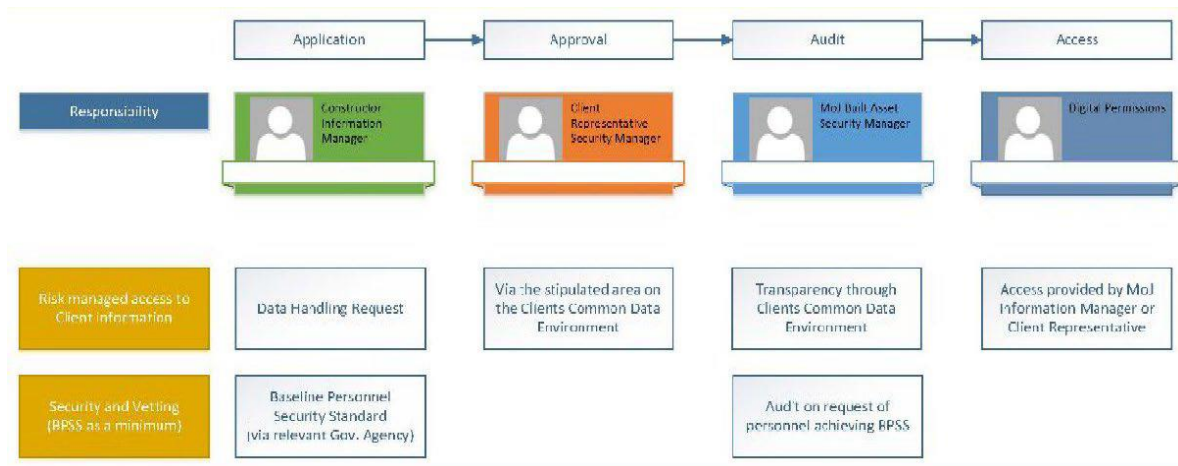 Application
Approval
Audit
Access
Responsibility
Constructor
Information
Manager
Client
Representative
Security Manager
MoJ Built Asset
Security Manager
Digital Permissions
Risk managed access to
Client Information
Data Handling Request
Via the stipulated area on
the Clients Common Data
Environment
Transparency through
Clients Common Data
Environment
Access provided by MoJ
Information Manager or
Client Representative
Security and Vetting
(BPSS as a minimum)
Baseline Personnel
Security Standard
(via relevant Gov. Agency)
Audit on request of
personnel achieving BPSS